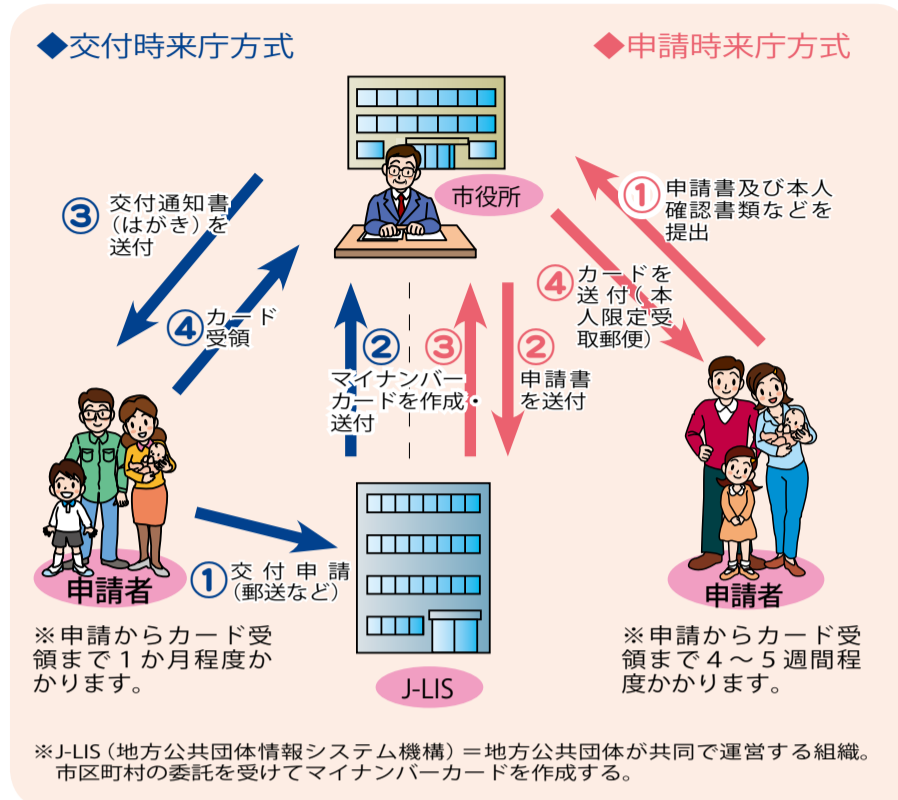 ◆交付時来庁方式
◆申請時来庁方式
市役所
③
交付通知書
(はがき)を
送付
④
カード
受領
②
③
マイナンバー
カードを作成・
送付
②
申請書
を送付
④
カードを
送付(本
人限定受
取郵便)
①
申請書及び本人
確認書類などを
提出
申請者
①
交付申請
(郵送など)
※申請からカード受
領まで1か月程度か
かります。
J-LIS
申請者
※申請からカード受
領まで4~5週間程
度かかります。
※J-LIS(地方公共団体情報システム機構)=地方公共団体が共同で運営する組織。
市区町村の委託を受けてマイナンバーカードを作成する。